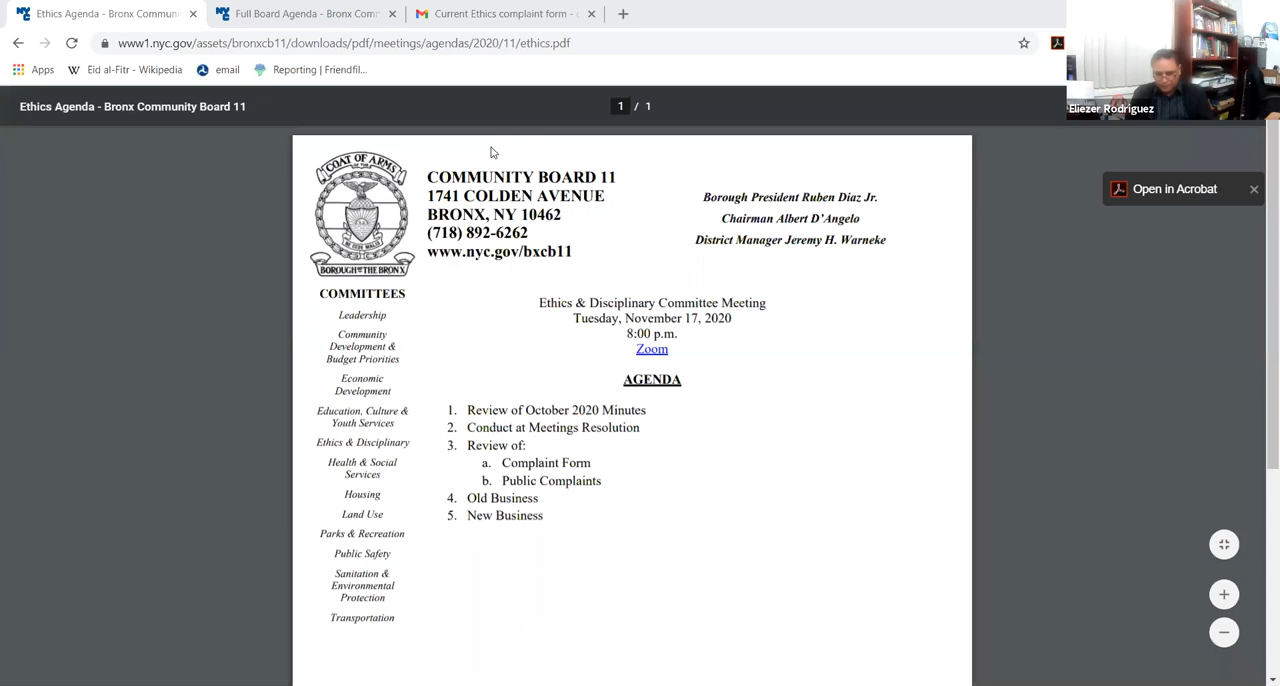 Ethics Agenda - Bronx Communi
Full Board Agenda - Bronx Comm
Current Ethics complaint form -
www1.nyc.gov/assets/bronxcb11/downloads/pdf/meetings/agendas/2020/11/ethics.pdf
Apps
Eid al-Fitr - Wikipedia
email
Reporting | Friendfil...
Eliezer Rodriguez
Ethics Agenda - Bronx Community Board 11
1 / 1
Open in Acrobat
COAT OF ARMS
BOROUGH OF THE BRONX
COMMUNITY BOARD 11
1741 COLDEN AVENUE
BRONX, NY 10462
(718) 892-6262
www.nyc.gov/bxcb11
Borough President Ruben Diaz Jr.
Chairman Albert D'Angelo
District Manager Jeremy H. Warneke
COMMITTEES
Leadership
Community
Development &
Budget Priorities
Economic
Development
Education, Culture &
Youth Services
Ethics & Disciplinary
Health & Social
Services
Housing
Land Use
Parks & Recreation
Public Safety
Sanitation &
Environmental
Protection
Transportation
Ethics & Disciplinary Committee Meeting
Tuesday, November 17, 2020
8:00 p.m.
Zoom
AGENDA
1. Review of October 2020 Minutes
2. Conduct at Meetings Resolution
3. Review of:
a. Complaint Form
b. Public Complaints
4. Old Business
5. New Business